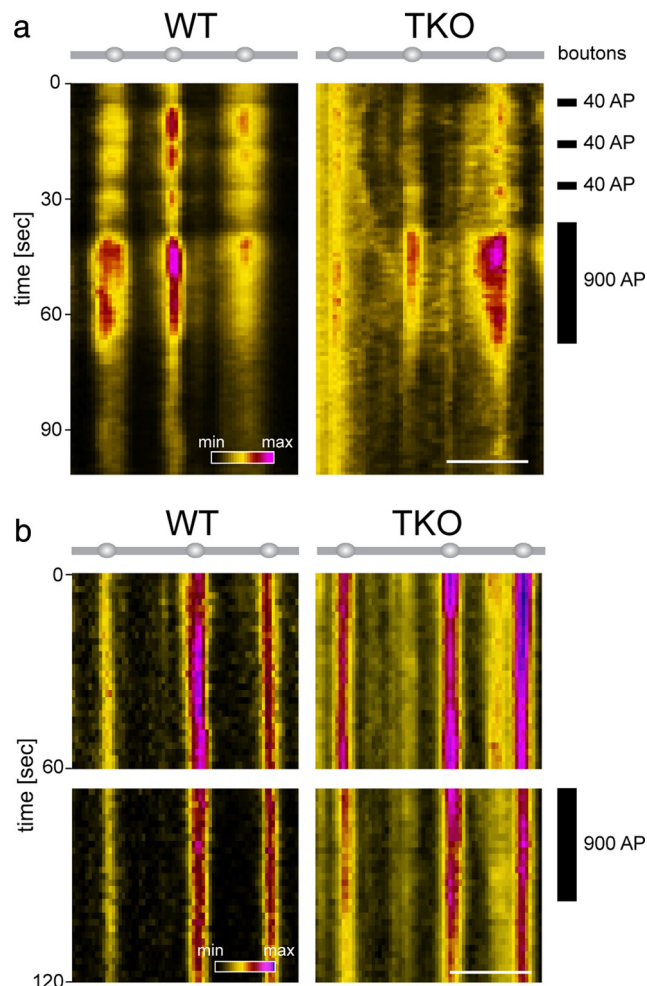 a
WT
TKO
boutons
0
40 AP
40 AP
30
40 AP
time [sec]
900 AP
60
90
min max
b
WT
TKO
0
60
time [sec]
900 AP
min max
120